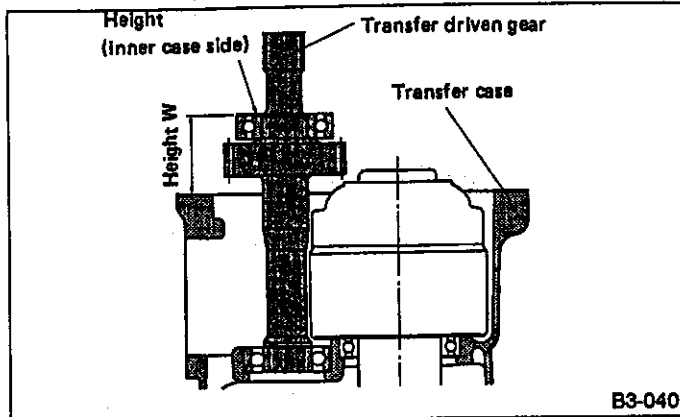 Height
(inner case side)
Transfer driven gear
Transfer case
Height W
B3-040